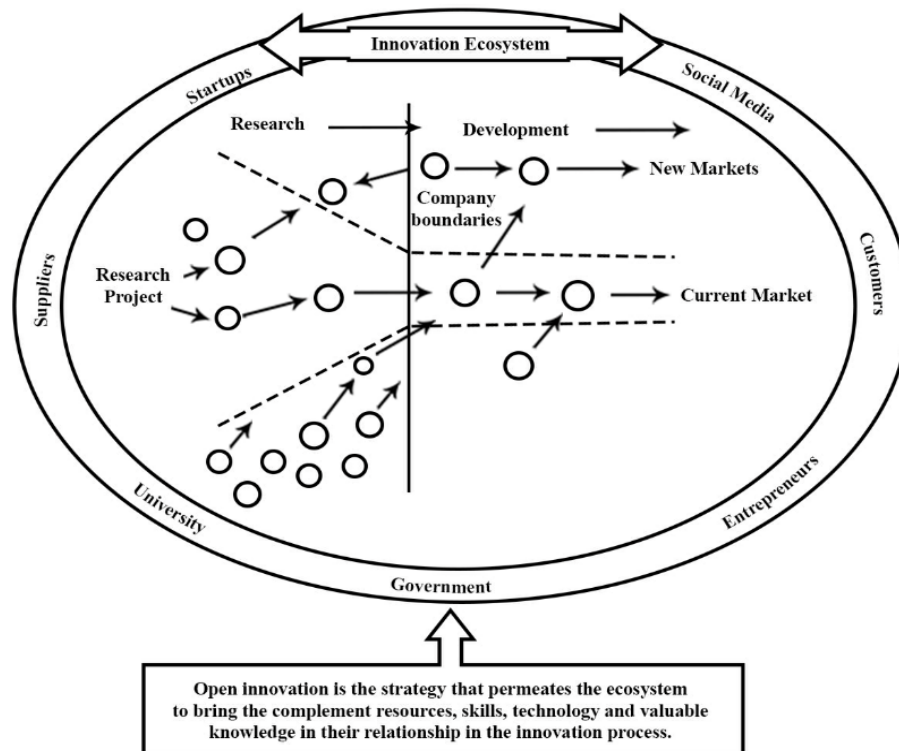 Innovation Ecosystem
Startups
Social Media
Research
Development
New Markets
Company
boundaries
Suppliers
Customers
Research
Project
Current Market
University
Entrepreneurs
Government
Open innovation is the strategy that permeates the ecosystem
to bring the complement resources, skills, technology and valuable
knowledge in their relationship in the innovation process.